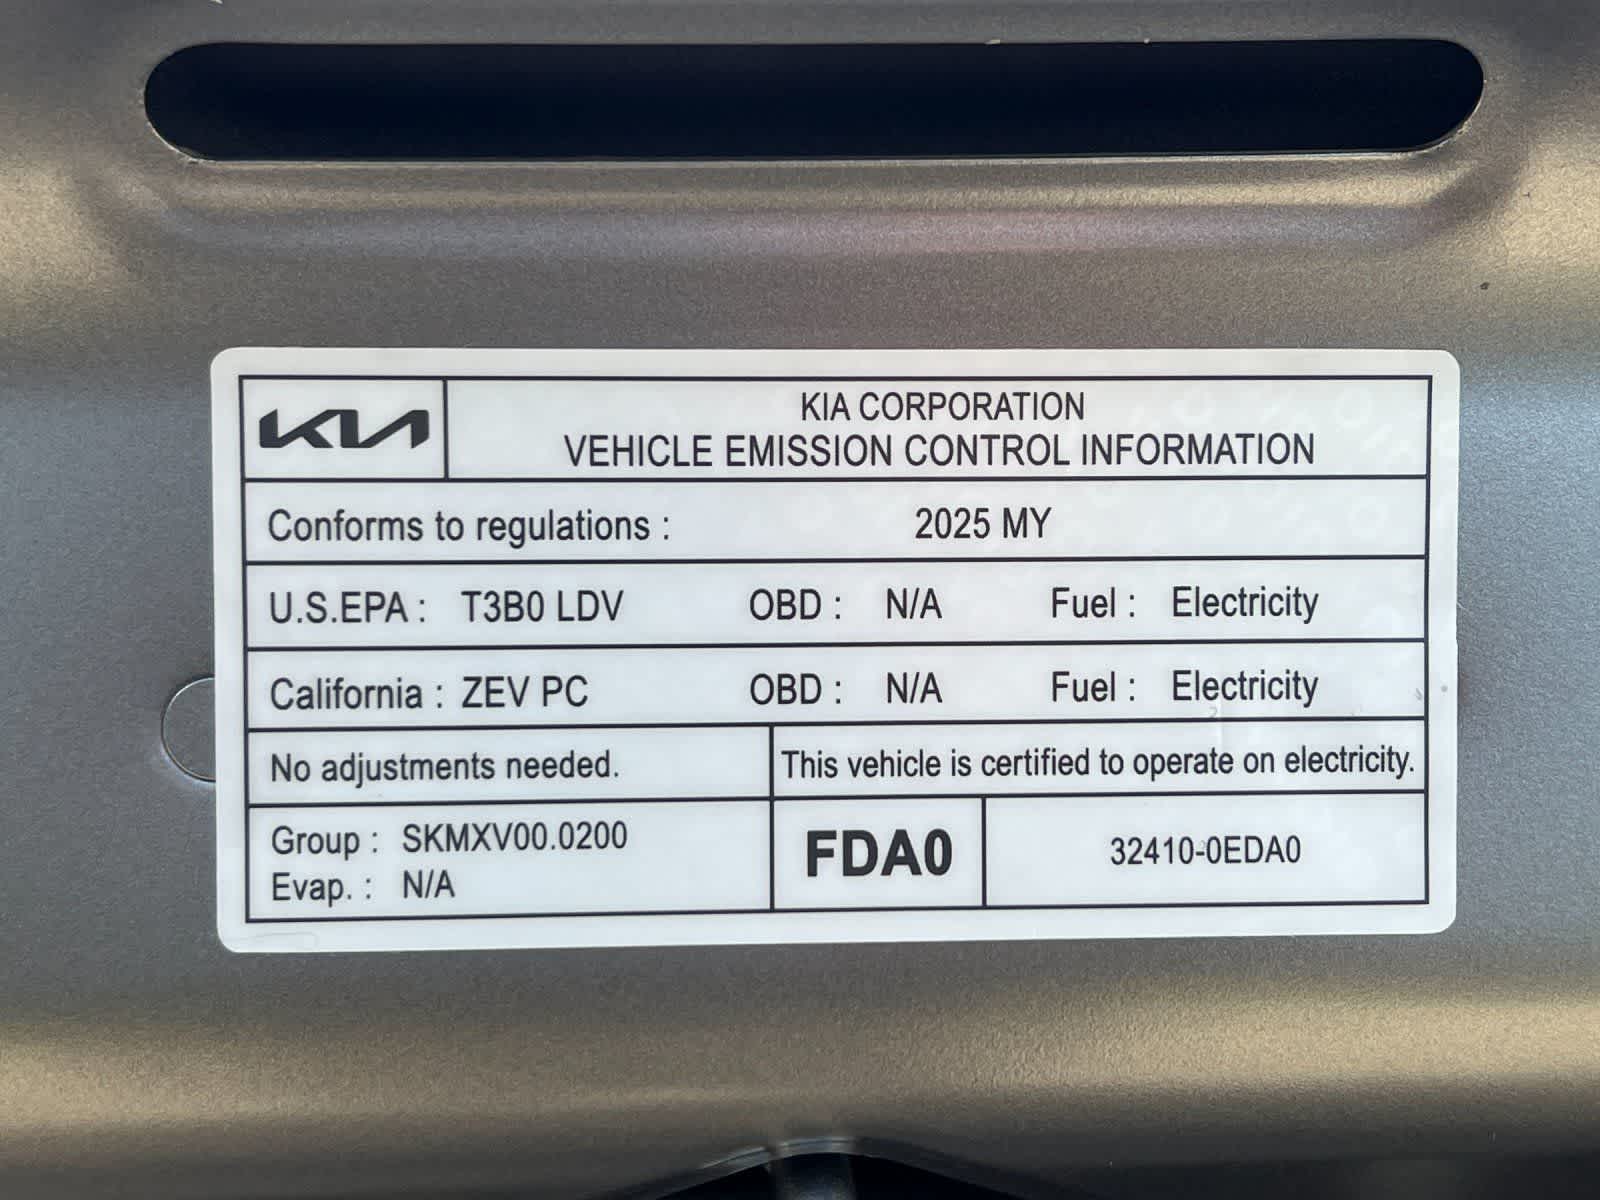 KIA
KIA CORPORATION
VEHICLE EMISSION CONTROL INFORMATION
Conforms to regulations : 2025 MY
U.S.EPA : T3B0 LDV OBD : N/A Fuel : Electricity
California : ZEV PC OBD : N/A Fuel : Electricity
No adjustments needed. This vehicle is certified to operate on electricity.
Group : SKMXV00.0200
Evap. : N/A
FDA0
32410-0EDA0